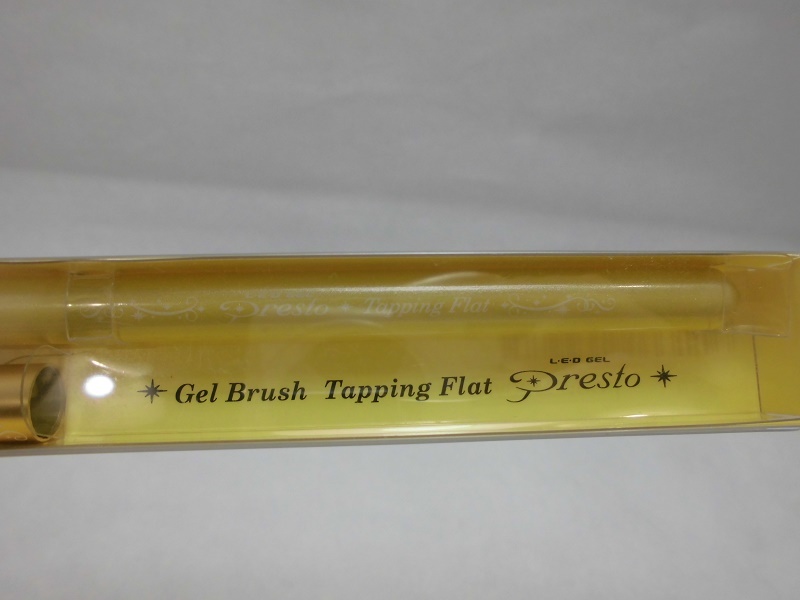 Presto Tapping Flat
Gel Brush Tapping Flat L·E·D GEL Presto